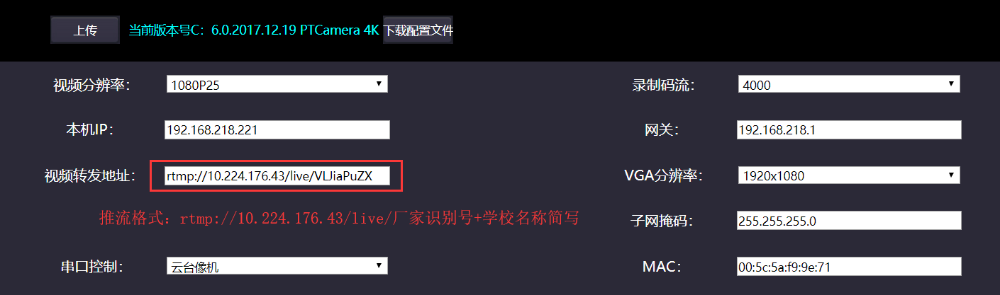 上传 当前版本号C：6.0.2017.12.19 PTCamera 4K 下载配置文件
视频分辨率： 1080P25 录制码流： 4000
本机IP： 192.168.218.221 网关： 192.168.218.1
视频转发地址： rtmp://10.224.176.43/live/VLJiaPuZX VGA分辨率： 1920x1080
推流格式：rtmp://10.224.176.43/live/厂家识别号+学校名称简写 子网掩码： 255.255.255.0
串口控制： 云台像机 MAC： 00:5c:5a:f9:9e:71